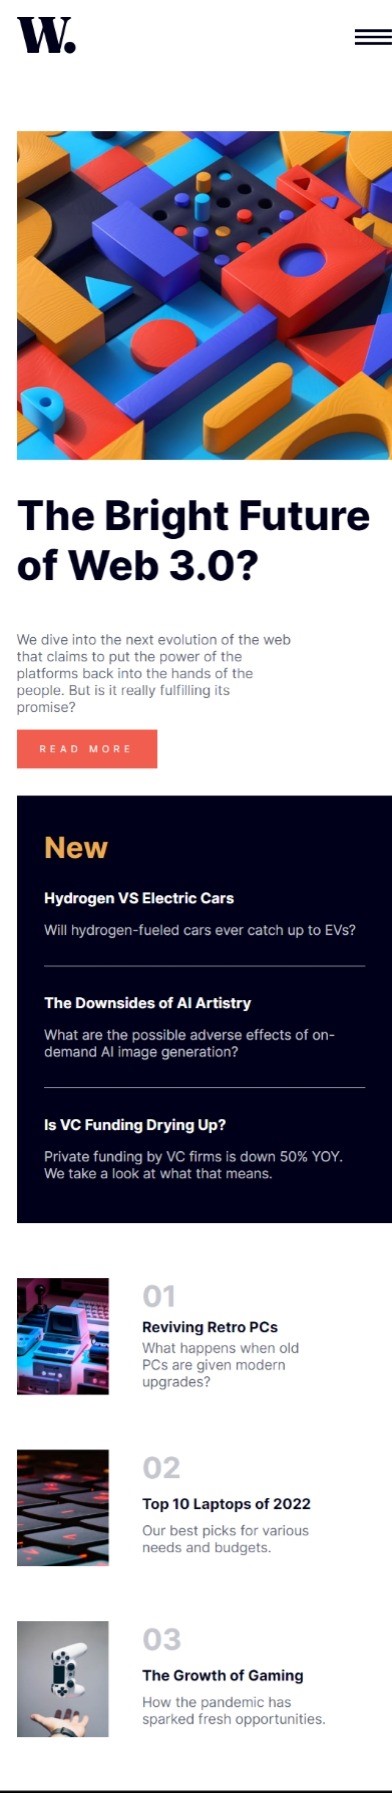 W.
The Bright Future
of Web 3.0?
We dive into the next evolution of the web
that claims to put the power of the
platforms back into the hands of the
people. But is it really fulfilling its
promise?
READ MORE
New
Hydrogen VS Electric Cars
Will hydrogen-fueled cars ever catch up to EVs?
The Downsides of AI Artistry
What are the possible adverse effects of on-
demand AI image generation?
Is VC Funding Drying Up?
Private funding by VC firms is down 50% YOY.
We take a look at what that means.
01
Reviving Retro PCs
What happens when old
PCs are given modern
upgrades?
02
Top 10 Laptops of 2022
Our best picks for various
needs and budgets.
03
The Growth of Gaming
How the pandemic has
sparked fresh opportunities.